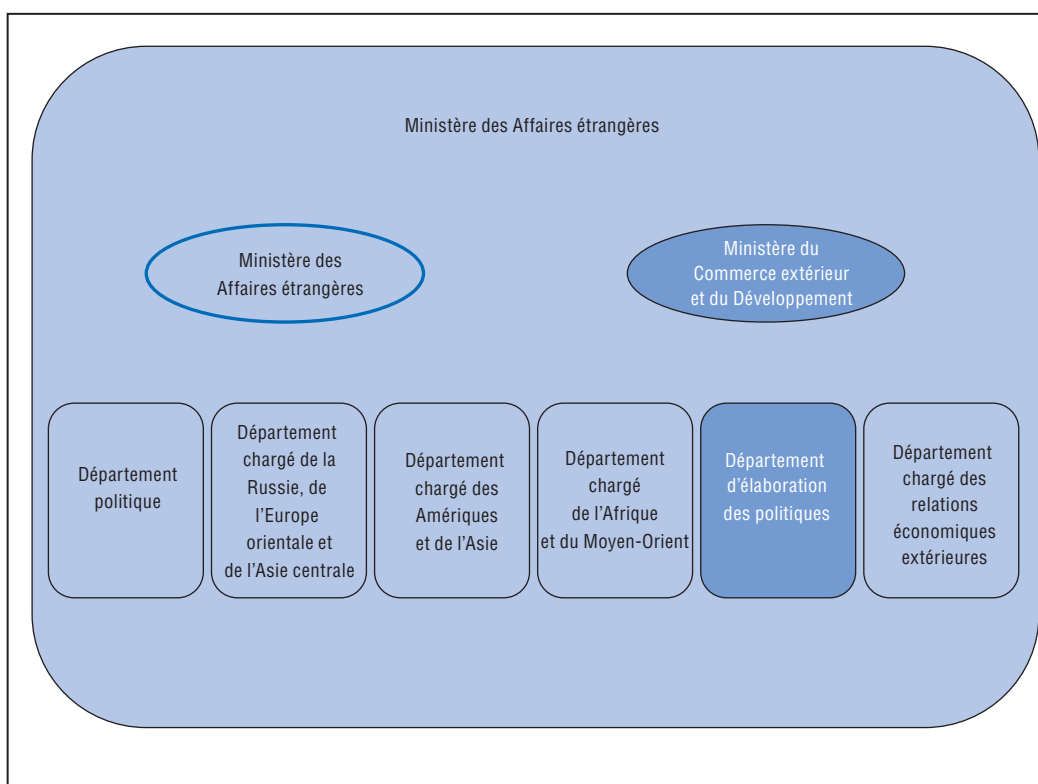 Ministère des Affaires étrangères
Ministère des
Affaires étrangères
Ministère du
Commerce extérieur
et du Développement
Département
politique
Département
chargé de la
Russie, de
l'Europe
orientale et
de l'Asie centrale
Département
chargé des
Amériques
et de l'Asie
Département
chargé
de l'Afrique
et du Moyen-Orient
Département
d'élaboration
des politiques
Département
chargé des
relations
économiques
extérieures